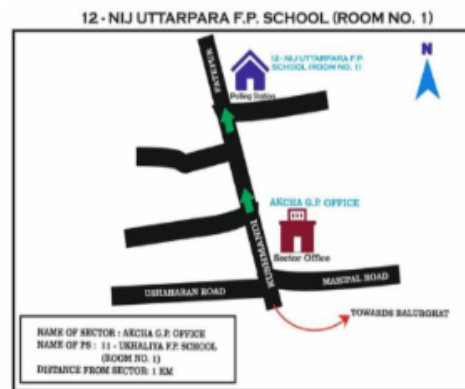 12 - NIJ UTTARPARA F.P. SCHOOL (ROOM NO. 1)
N
12- NIJ UTTARPARA F.P.
SCHOOL (ROOM NO. 1)
Polling Station
AKCHA G.P. OFFICE
Sector Office
KUSHMANDI
MAHIPAL ROAD
USHAHARAN ROAD
TOWARDS BALURGHAT
NAME OF SECTOR : AKCHA G.P. OFFICE
NAME OF PS : 11 - UKHALIYA F.P. SCHOOL
(ROOM NO. 1)
DISTANCE FROM SECTOR: 1 KM